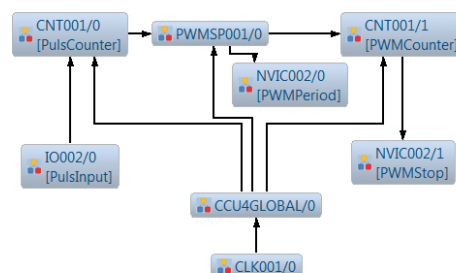 CNT001/0
[PulsCounter]
PWMSP001/0
CNT001/1
[PWMCounter]
NVIC002/0
[PWMPeriod]
IO002/0
[PulsInput]
NVIC002/1
[PWMStop]
CCU4GLOBAL/0
CLK001/0